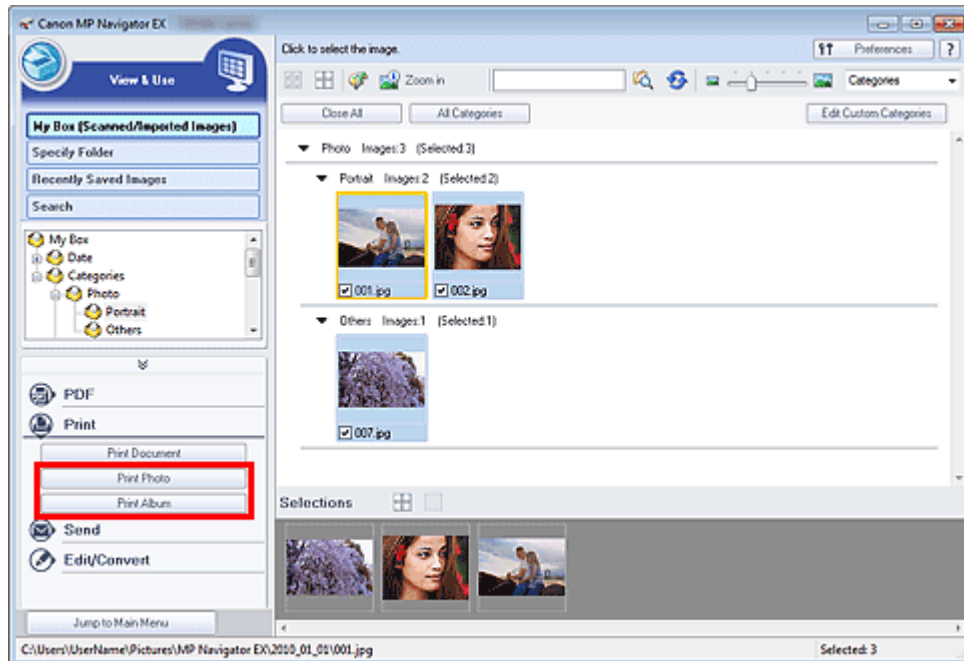 Canon MP Navigator EX
View & Use
My Box (Scanned/Imported Images)
Specify Folder
Recently Saved Images
Search
My Box
Date
Categories
Photo
Portrait
Others
PDF
Print
Print Document
Print Photo
Print Album
Send
Edit/Convert
Jump to Main Menu
Click to select the image.
Preferences
?
Zoom in
Categories
Close All
All Categories
Edit Custom Categories
Photo Images:3 (Selected:3)
Portrait Images:2 (Selected:2)
001.jpg
002.jpg
Others Images:1 (Selected:1)
007.jpg
Selections
C:\Users\UserName\Pictures\MP Navigator EX\2010_01_01\001.jpg
Selected: 3